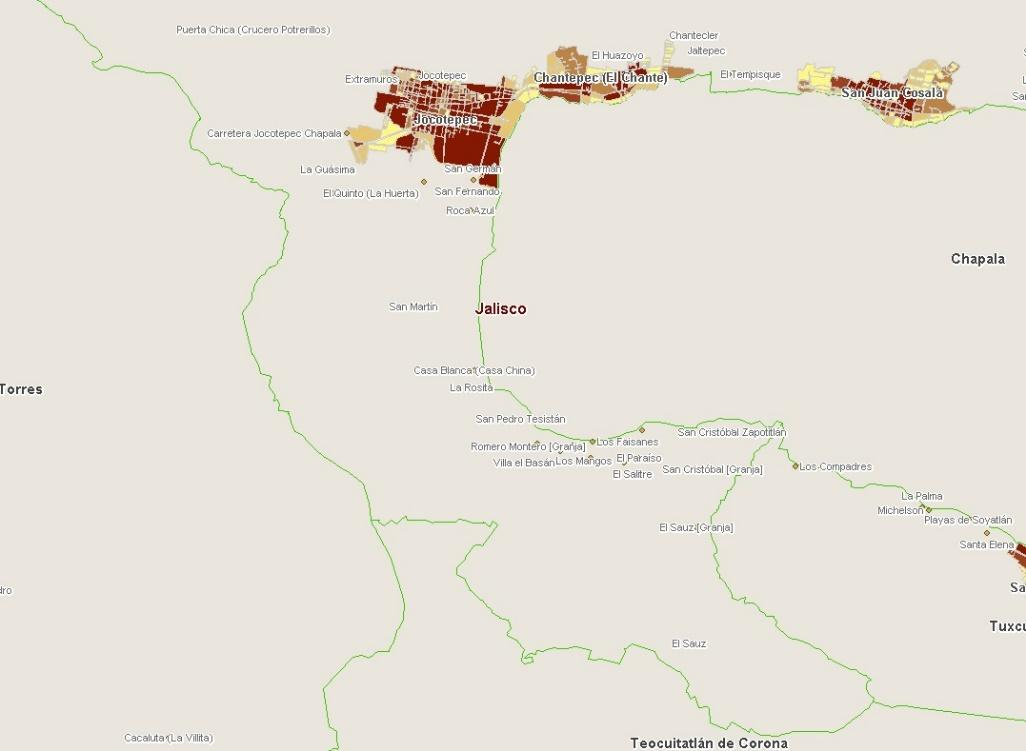 Puerta Chica (Crucero Potrerillos)
Chantecler
Jaltepec
El Huazoyo
El Tempisque
Extramuros
Jocotepec
Chantepec (El Chante)
San Juan Cosalá
Jocotepec
Carretera Jocotepec Chapala
La Guásima
San Germán
El Quinto (La Huerta)
San Fernando
Roca Azul
Chapala
San Martín
Jalisco
Casa Blanca (Casa China)
La Rosita
Torres
San Pedro Tesistán
San Cristóbal Zapotitlán
Romero Montero [Granja]
Los Faisanes
Villa el Basán
Los Mangos
El Paraíso
El Salitre
San Cristóbal [Granja]
Los Compadres
La Palma
Michelson
Playas de Soyatlán
El Sauz [Granja]
Santa Elena
Sa
dro
Tuxcu
El Sauz
Cacaluta (La Villita)
Teocuitatlán de Corona